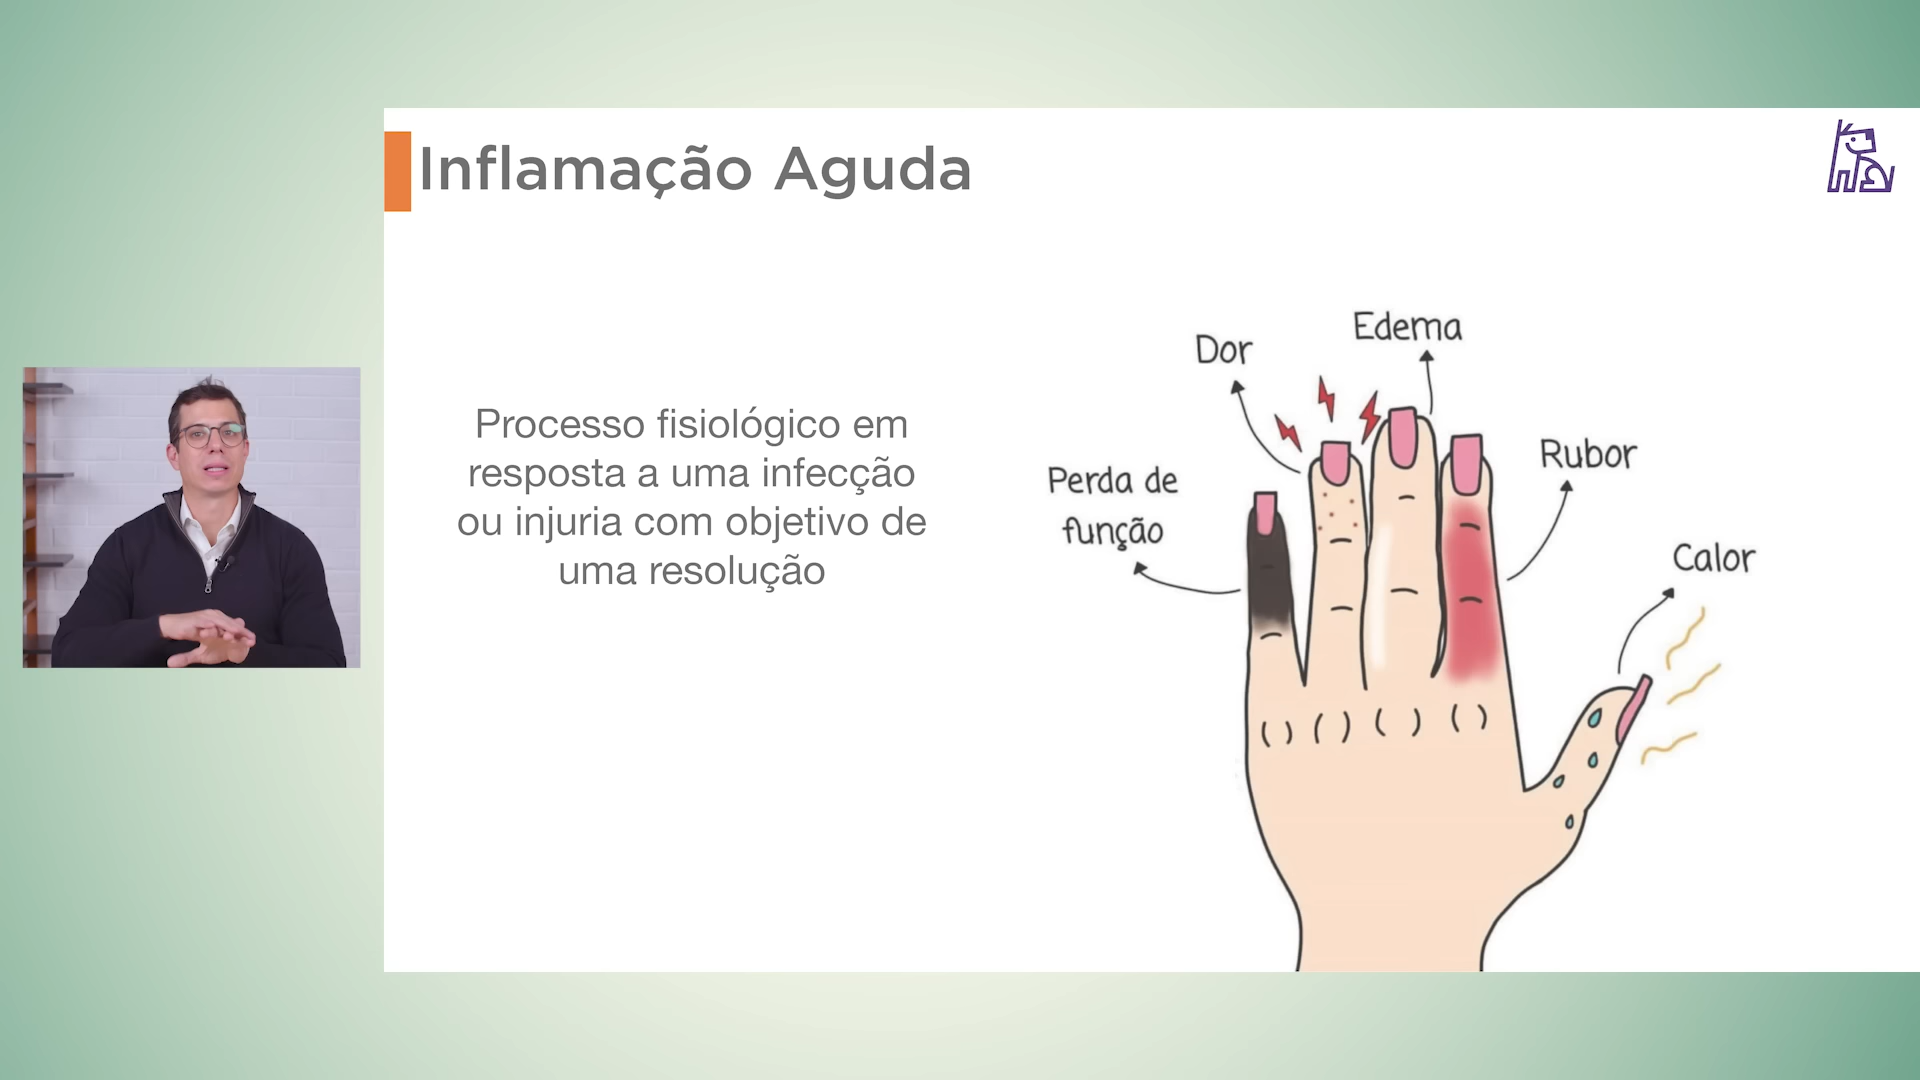 Inflamação Aguda
Processo fisiológico em
resposta a uma infecção
ou injuria com objetivo de
uma resolução
Dor
Edema
Perda de
função
Rubor
Calor